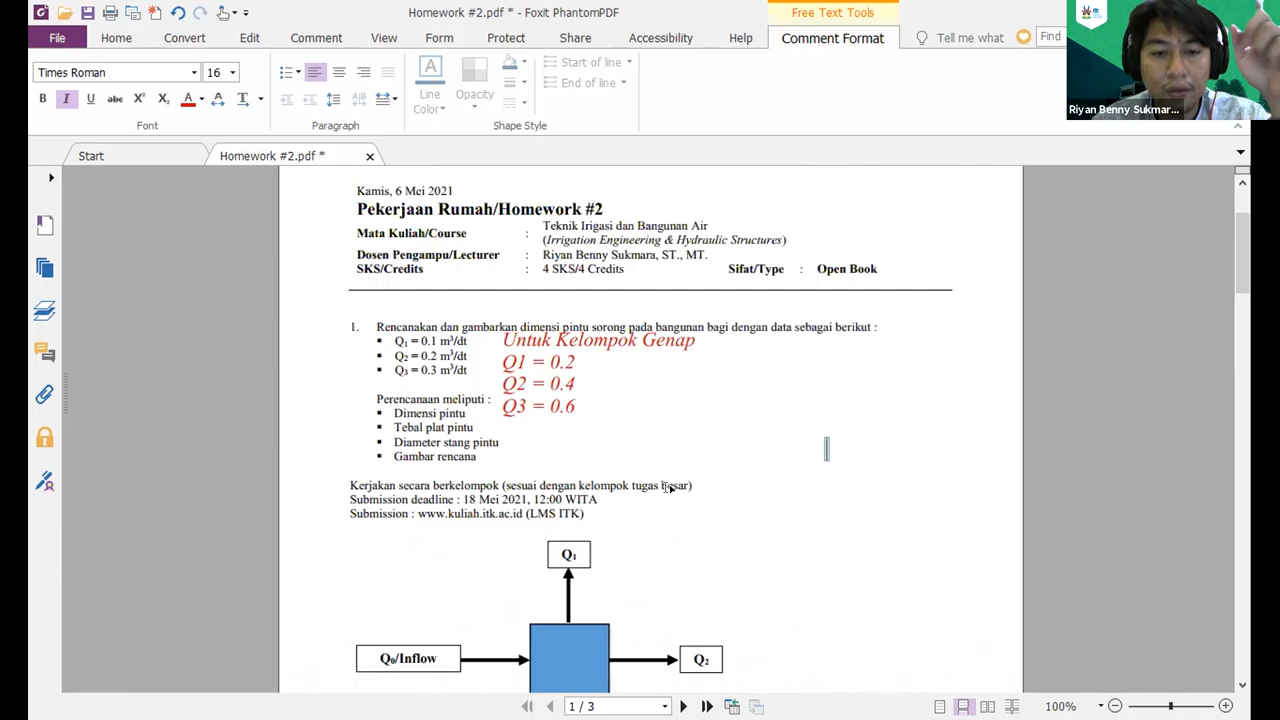 Homework #2.pdf * - Foxit PhantomPDF
Free Text Tools
File Home Convert Edit Comment View Form Protect Share Accessibility Help Comment Format Tell me what Find
Times Roman 16
Start of line
End of line
B I U abc X² X₂ A A T
Line Color
Opacity
Font Paragraph Shape Style
Riyan Benny Sukmar...
Start Homework #2.pdf *
Kamis, 6 Mei 2021
Pekerjaan Rumah/Homework #2
Mata Kuliah/Course : Teknik Irigasi dan Bangunan Air
(Irrigation Engineering & Hydraulic Structures)
Dosen Pengampu/Lecturer : Riyan Benny Sukmara, ST., MT.
SKS/Credits : 4 SKS/4 Credits Sifat/Type : Open Book
1. Rencanakan dan gambarkan dimensi pintu sorong pada bangunan bagi dengan data sebagai berikut :
▪ Q₁ = 0.1 m³/dt
▪ Q₂ = 0.2 m³/dt
▪ Q₃ = 0.3 m³/dt
Untuk Kelompok Genap
Q1 = 0.2
Q2 = 0.4
Q3 = 0.6
Perencanaan meliputi :
▪ Dimensi pintu
▪ Tebal plat pintu
▪ Diameter stang pintu
▪ Gambar rencana
Kerjakan secara berkelompok (sesuai dengan kelompok tugas besar)
Submission deadline : 18 Mei 2021, 12:00 WITA
Submission : www.kuliah.itk.ac.id (LMS ITK)
Q₁
Q₀/Inflow
Q₂
1 / 3
100%